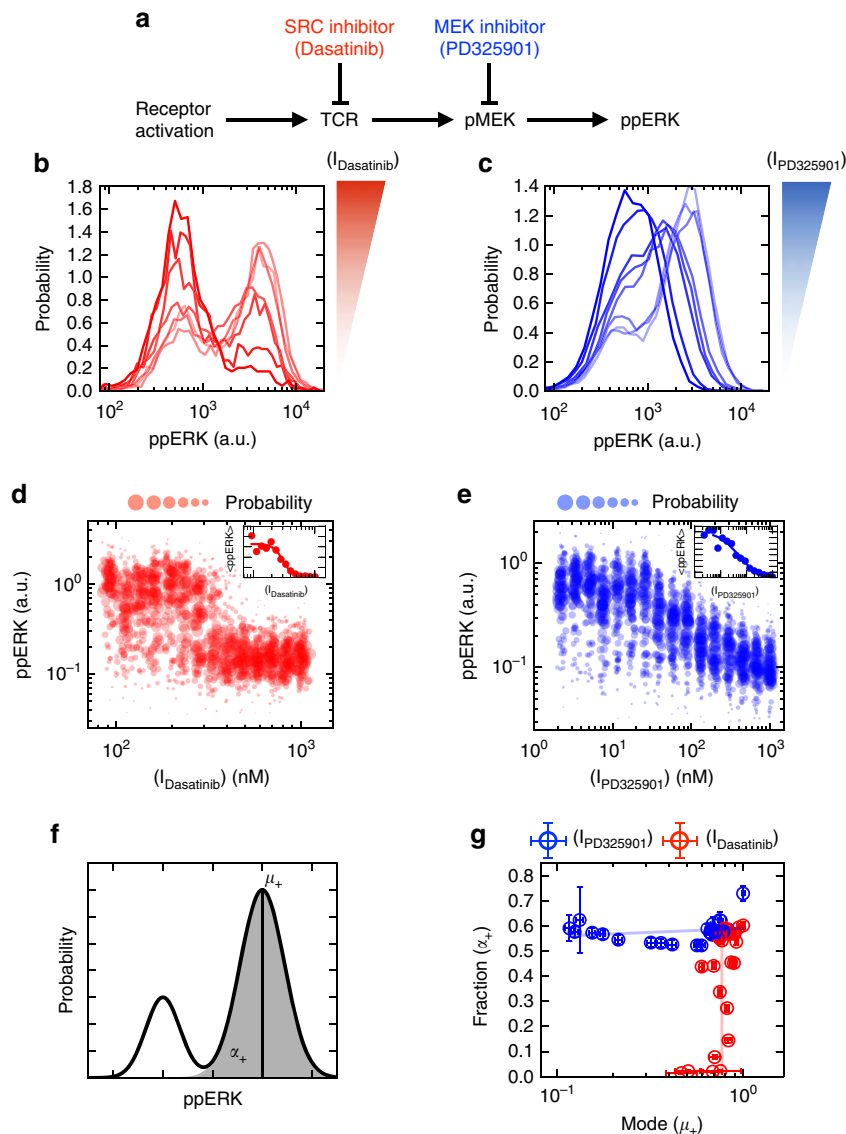 a
SRC inhibitor
(Dasatinib)
MEK inhibitor
(PD325901)
Receptor
activation
TCR
pMEK
ppERK
b
(I_Dasatinib)
1.8
1.6
1.4
1.2
1.0
0.8
0.6
0.4
0.2
0.0
Probability
10^2
10^3
10^4
ppERK (a.u.)
c
(I_PD325901)
1.4
1.2
1.0
0.8
0.6
0.4
0.2
0.0
Probability
10^2
10^3
10^4
ppERK (a.u.)
d
Probability
<ppERK>
(I_Dasatinib)
10^0
10^-1
ppERK (a.u.)
10^2
10^3
(I_Dasatinib) (nM)
e
Probability
<ppERK>
(I_PD325901)
10^0
10^-1
ppERK (a.u.)
10^0
10^1
10^2
10^3
(I_PD325901) (nM)
f
μ_+
α_+
Probability
ppERK
g
(I_PD325901)
(I_Dasatinib)
0.8
0.7
0.6
0.5
0.4
0.3
0.2
0.1
0.0
Fraction (α_+)
10^-1
10^0
Mode (μ_+)